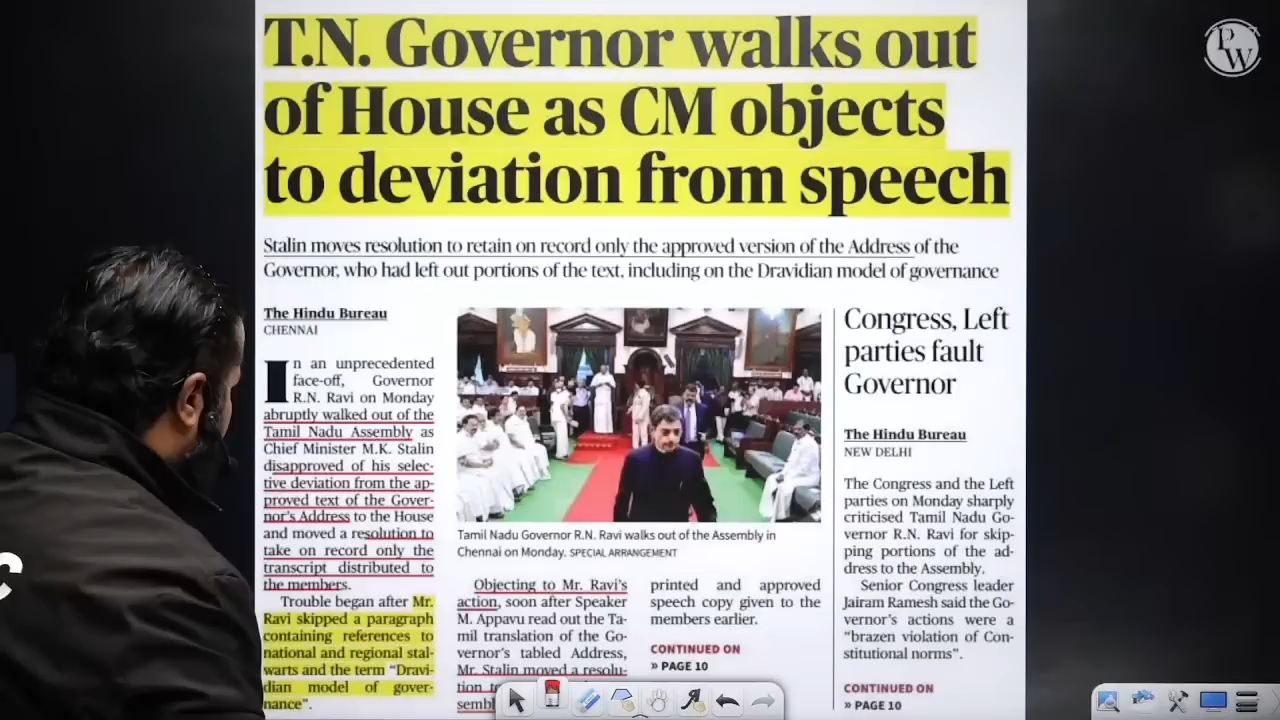 T.N. Governor walks out
of House as CM objects
to deviation from speech
PW
Stalin moves resolution to retain on record only the approved version of the Address of the
Governor, who had left out portions of the text, including on the Dravidian model of governance
The Hindu Bureau
CHENNAI
In an unprecedented
face-off, Governor
R.N. Ravi on Monday
abruptly walked out of the
Tamil Nadu Assembly as
Chief Minister M.K. Stalin
disapproved of his selec-
tive deviation from the ap-
proved text of the Gover-
nor's Address to the House
and moved a resolution to
take on record only the
transcript distributed to
the members.
Trouble began after Mr.
Ravi skipped a paragraph
containing references to
national and regional stal-
warts and the term "Dravi-
dian model of gover-
nance".
Tamil Nadu Governor R.N. Ravi walks out of the Assembly in
Chennai on Monday. SPECIAL ARRANGEMENT
Objecting to Mr. Ravi's
action, soon after Speaker
M. Appavu read out the Ta-
mil translation of the Go-
vernor's tabled Address,
Mr. Stalin moved a resolu-
tion
printed and approved
speech copy given to the
members earlier.
CONTINUED ON
» PAGE 10
Congress, Left
parties fault
Governor
The Hindu Bureau
NEW DELHI
The Congress and the Left
parties on Monday sharply
criticised Tamil Nadu Go-
vernor R.N. Ravi for skip-
ping portions of the ad-
dress to the Assembly.
Senior Congress leader
Jairam Ramesh said the Go-
vernor's actions were a
"brazen violation of Con-
stitutional norms".
CONTINUED ON
» PAGE 10